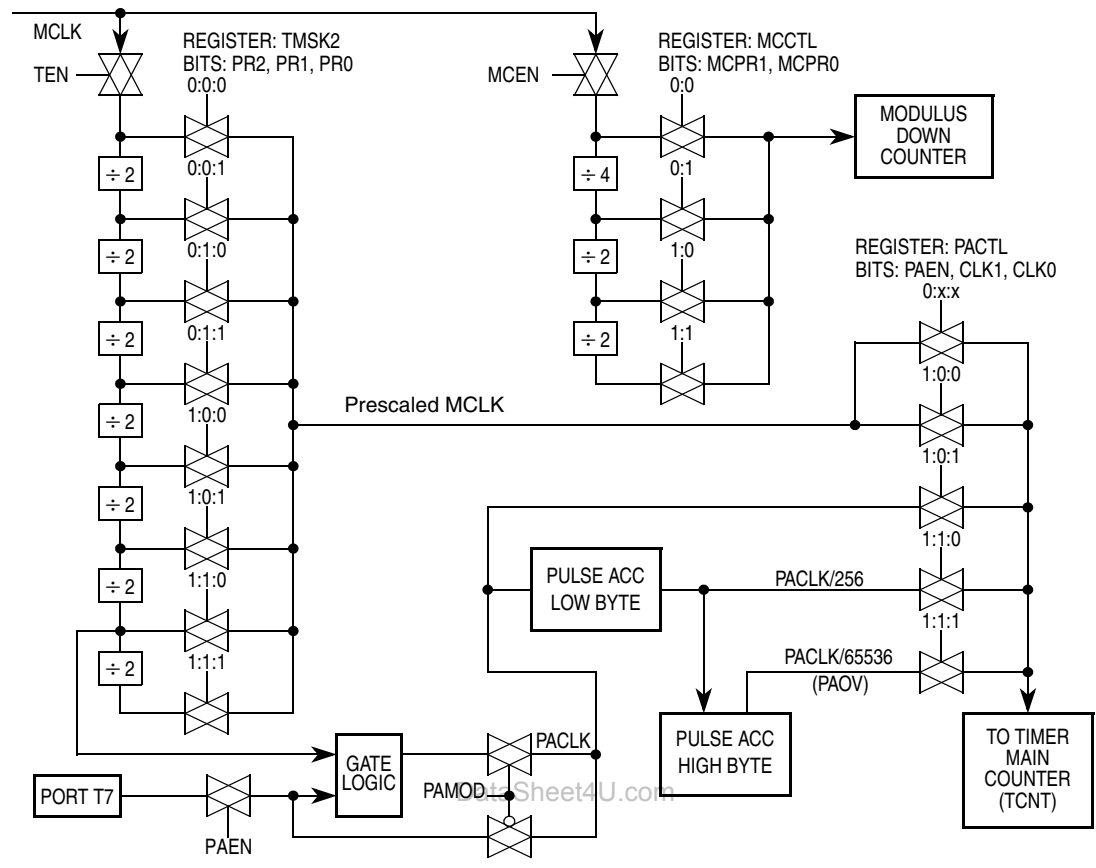 MCLK
TEN
REGISTER: TMSK2
BITS: PR2, PR1, PR0
0:0:0
÷ 2
0:0:1
÷ 2
0:1:0
÷ 2
0:1:1
÷ 2
1:0:0
÷ 2
1:0:1
÷ 2
1:1:0
÷ 2
1:1:1
MCEN
REGISTER: MCCTL
BITS: MCPR1, MCPR0
0:0
÷ 4
0:1
÷ 2
1:0
÷ 2
1:1
MODULUS
DOWN
COUNTER
Prescaled MCLK
REGISTER: PACTL
BITS: PAEN, CLK1, CLK0
0:x:x
1:0:0
1:0:1
1:1:0
1:1:1
PULSE ACC
LOW BYTE
PACLK/256
PACLK/65536
(PAOV)
PULSE ACC
HIGH BYTE
TO TIMER
MAIN
COUNTER
(TCNT)
PORT T7
PAEN
GATE
LOGIC
PACLK
PAMOD
DataSheet4U.com